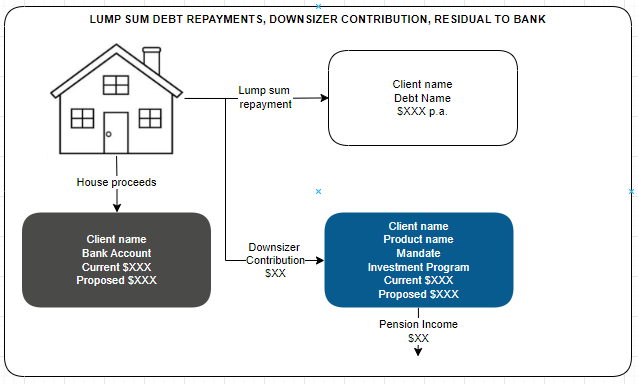 LUMP SUM DEBT REPAYMENTS, DOWNSIZER CONTRIBUTION, RESIDUAL TO BANK
Lump sum
repayment
Client name
Debt Name
$XXX p.a.
House proceeds
Client name
Bank Account
Current $XXX
Proposed $XXX
Downsizer
Contribution
$XX
Client name
Product name
Mandate
Investment Program
Current $XXX
Proposed $XXX
Pension Income
$XX